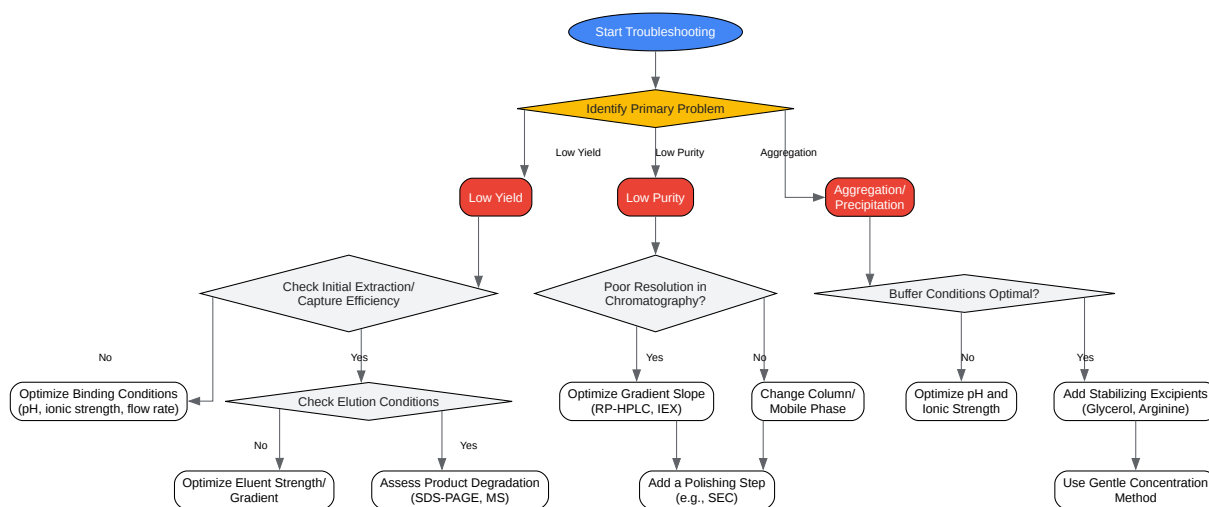 Start Troubleshooting
Identify Primary Problem
Low Yield
Low Purity
Aggregation
Low Yield
Low Purity
Aggregation/
Precipitation
Check Initial Extraction/
Capture Efficiency
Poor Resolution in
Chromatography?
Buffer Conditions Optimal?
No
Yes
Yes
No
No
Yes
Optimize Binding Conditions
(pH, ionic strength, flow rate)
Check Elution Conditions
Optimize Gradient Slope
(RP-HPLC, IEX)
Change Column/
Mobile Phase
Optimize pH and
Ionic Strength
Add Stabilizing Excipients
(Glycerol, Arginine)
No
Yes
Optimize Eluent Strength/
Gradient
Assess Product Degradation
(SDS-PAGE, MS)
Add a Polishing Step
(e.g., SEC)
Use Gentle Concentration
Method